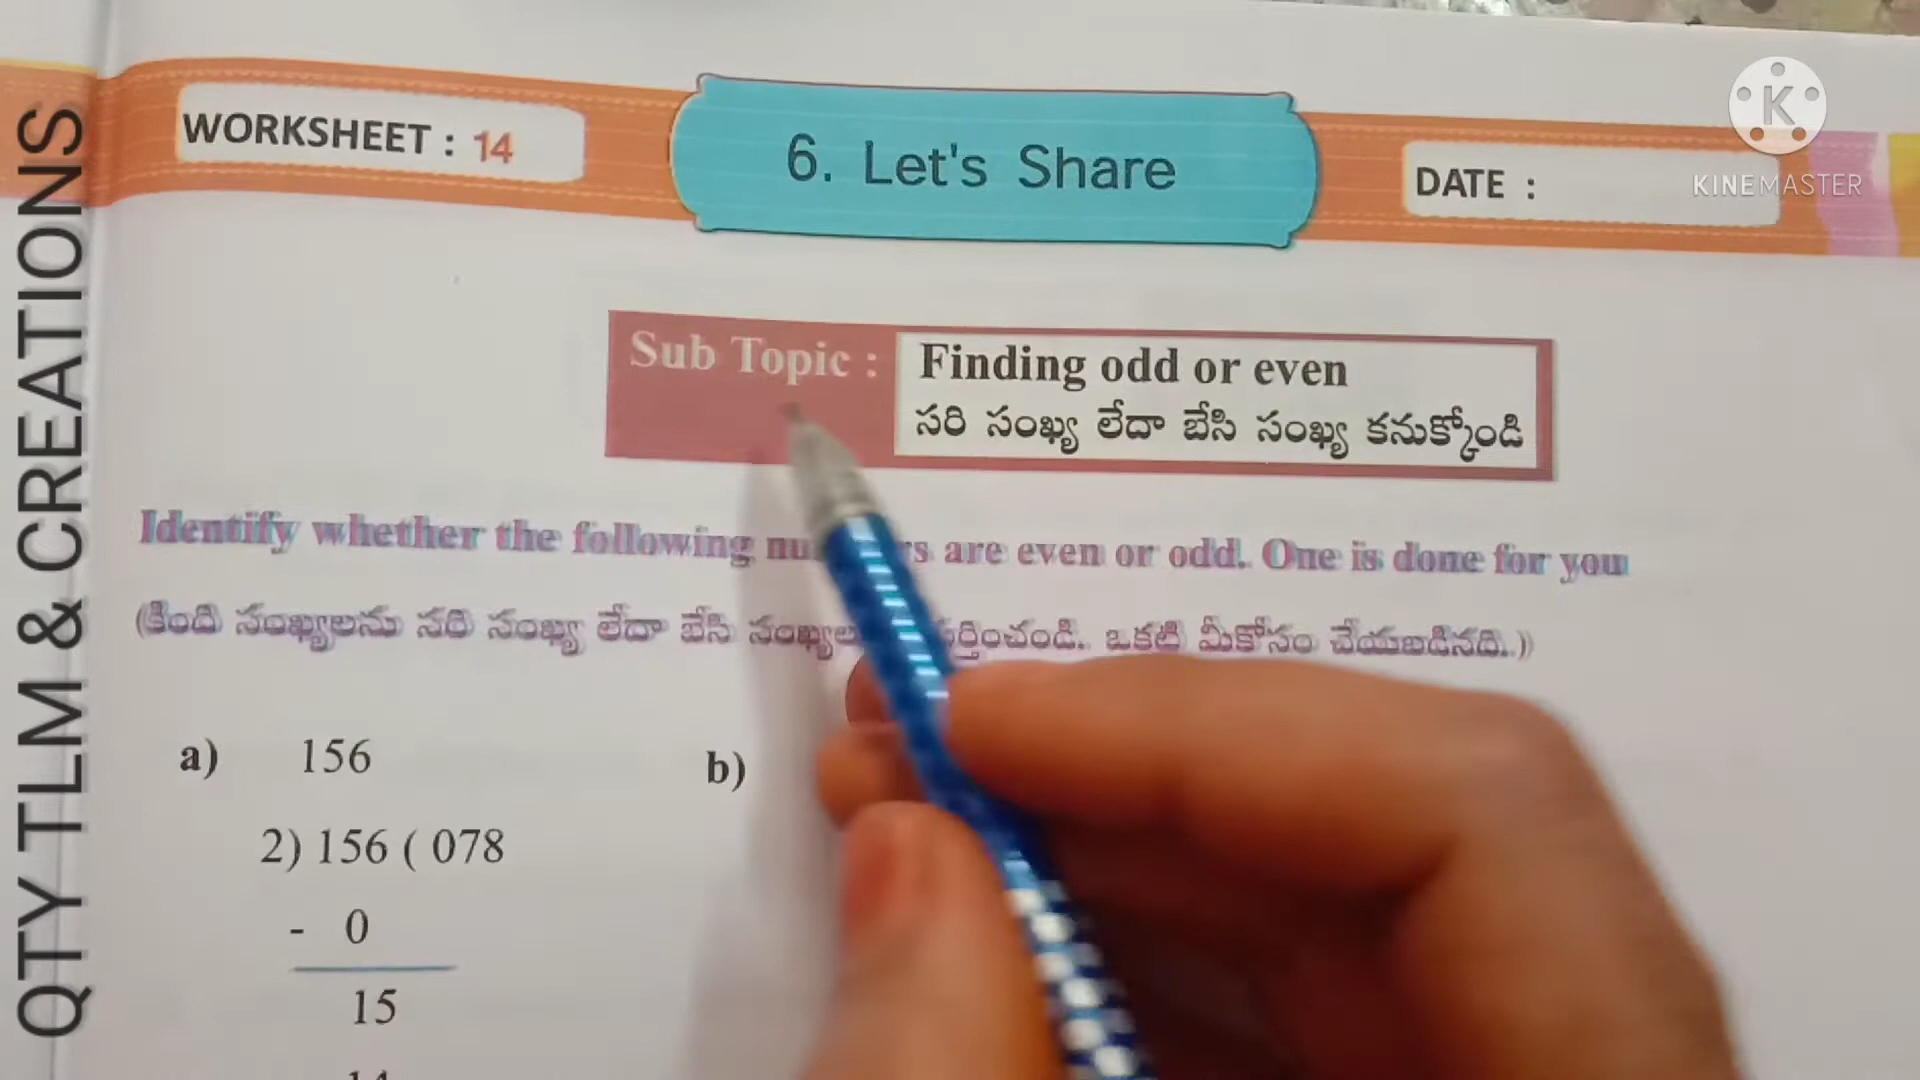 QTY TLM & CREATIONS
WORKSHEET : 14
6. Let's Share
DATE :
KINEMASTER
Sub Topic : Finding odd or even
సరి సంఖ్య లేదా బేసి సంఖ్య కనుక్కోండి
Identify whether the following are even or odd. One is done for you
(కింది సంఖ్యలను సరి సంఖ్య లేదా బేసి ఒకటి మీకోసం చేయబడినది.)
a) 156
b)
2) 156 ( 078
- 0
15